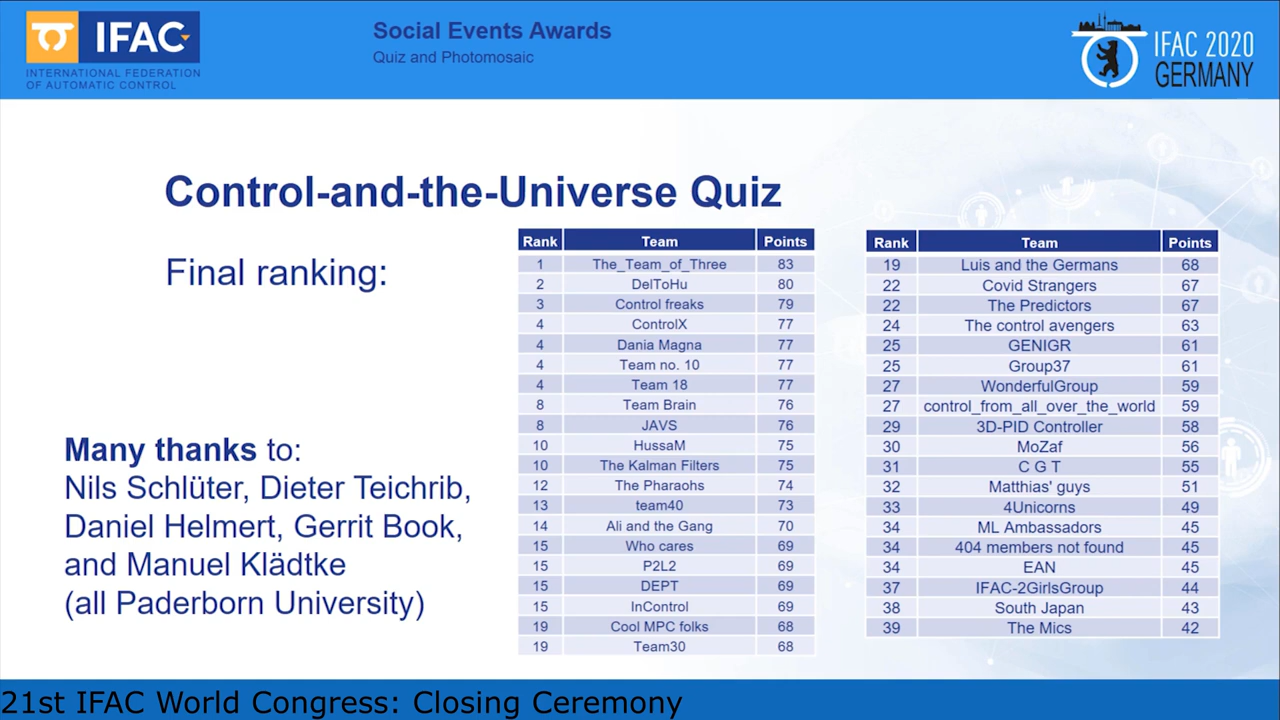 IFAC
INTERNATIONAL FEDERATION
OF AUTOMATIC CONTROL
Social Events Awards
Quiz and Photomosaic
IFAC 2020
GERMANY
Control-and-the-Universe Quiz
Final ranking:
Many thanks to:
Nils Schlüter, Dieter Teichrib,
Daniel Helmert, Gerrit Book,
and Manuel Klädtke
(all Paderborn University)
Rank Team Points
1 The_Team_of_Three 83
2 DelToHu 80
3 Control freaks 79
4 ControlX 77
4 Dania Magna 77
4 Team no. 10 77
4 Team 18 77
8 Team Brain 76
8 JAVS 76
10 HussaM 75
10 The Kalman Filters 75
12 The Pharaohs 74
13 team40 73
14 Ali and the Gang 70
15 Who cares 69
15 P2L2 69
15 DEPT 69
15 InControl 69
19 Cool MPC folks 68
19 Team30 68
Rank Team Points
19 Luis and the Germans 68
22 Covid Strangers 67
22 The Predictors 67
24 The control avengers 63
25 GENIGR 61
25 Group37 61
27 WonderfulGroup 59
27 control_from_all_over_the_world 59
29 3D-PID Controller 58
30 MoZaf 56
31 C G T 55
32 Matthias' guys 51
33 4Unicorns 49
34 ML Ambassadors 45
34 404 members not found 45
34 EAN 45
37 IFAC-2GirlsGroup 44
38 South Japan 43
39 The Mics 42
21st IFAC World Congress: Closing Ceremony